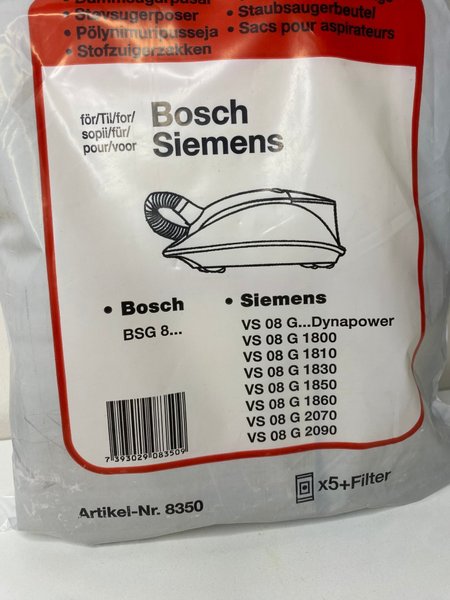 • Støvsugerposer
• Pölynimuriousseja
• Stofzuigerzakken
• Staubsaugerbeutel
• Sacs pour aspirateurs
för/Til/for/
sopii/für/
pour/voor
Bosch
Siemens
• Bosch
BSG 8...
• Siemens
VS 08 G...Dynapower
VS 08 G 1800
VS 08 G 1810
VS 08 G 1830
VS 08 G 1850
VS 08 G 1860
VS 08 G 2070
VS 08 G 2090
7 393029 083509
x5+Filter
Artikel-Nr. 8350